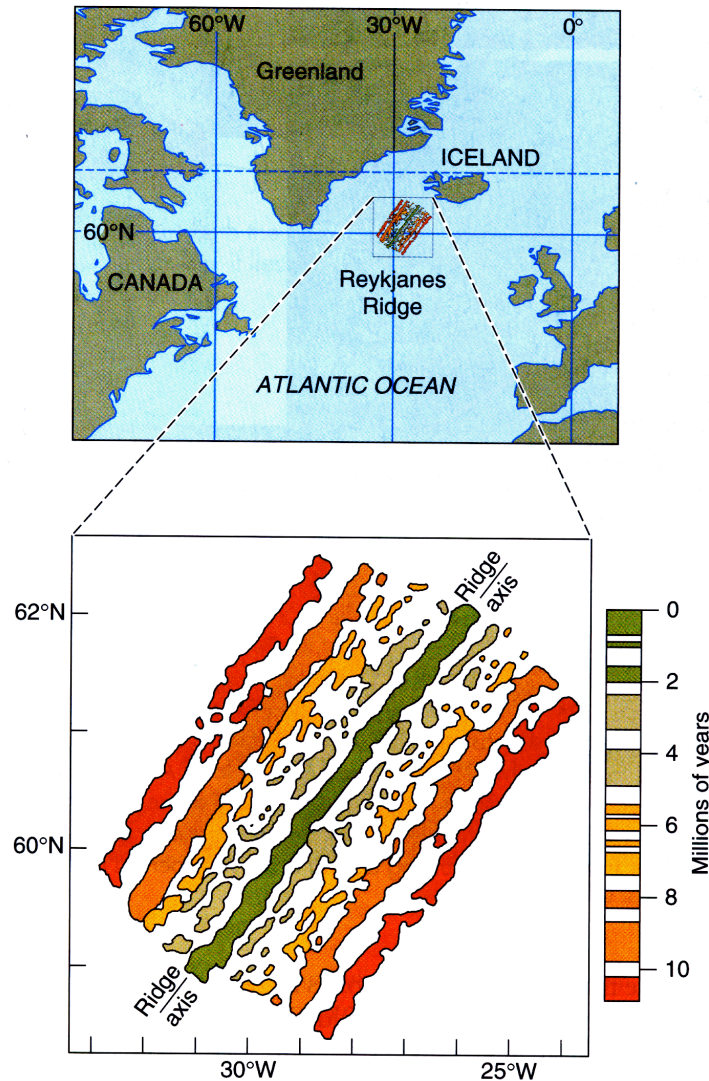 60°W
30°W
0°
Greenland
ICELAND
60°N
CANADA
Reykjanes
Ridge
ATLANTIC OCEAN
Ridge
axis
62°N
60°N
Ridge
axis
30°W
25°W
0
2
4
6
8
10
Millions of years